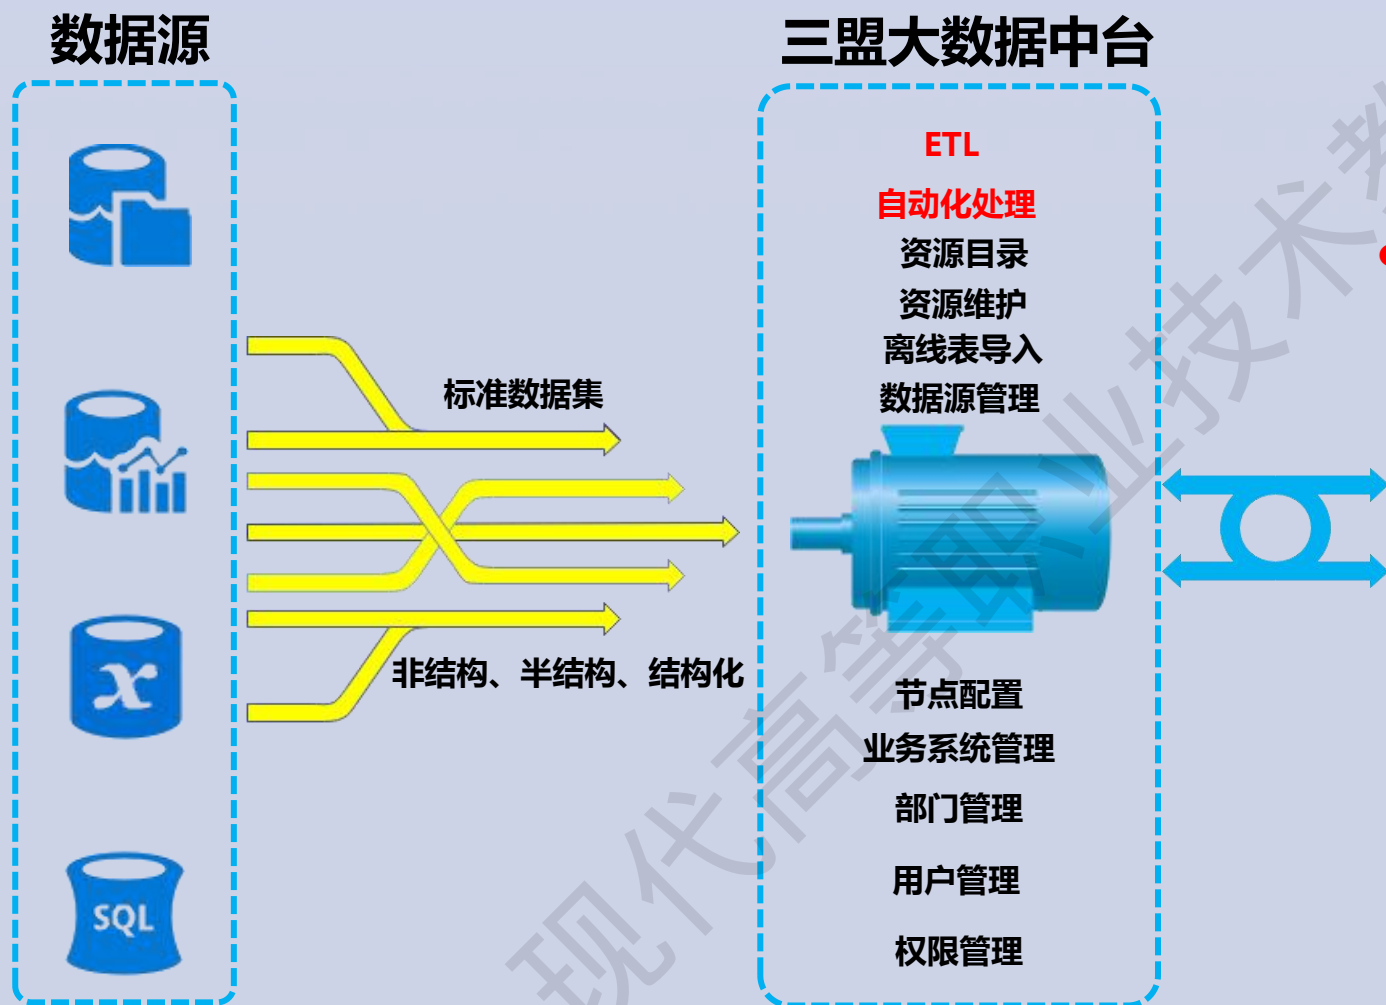 数据源
三盟大数据中台
ETL
自动化处理
资源目录
资源维护
离线表导入
标准数据集
数据源管理
x
非结构、半结构、结构化
节点配置
业务系统管理
部门管理
用户管理
SQL
权限管理
现代高等职业技术教